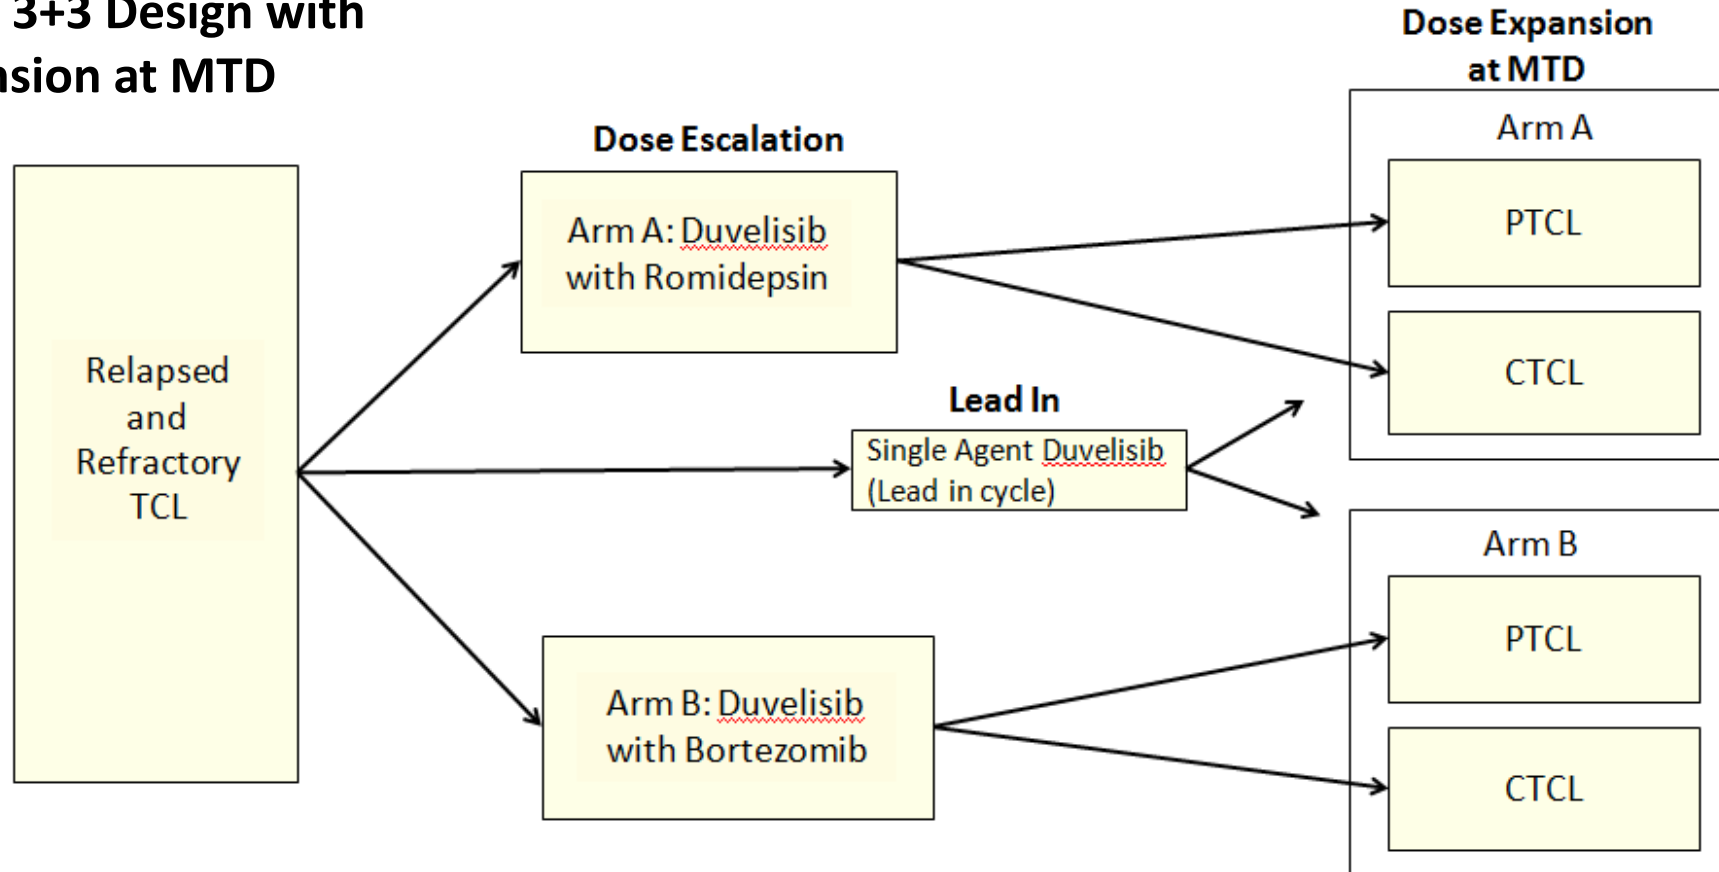 3+3 Design with
nsion at MTD
Dose Expansion
at MTD
Dose Escalation
Arm A
Arm A: Duvelisib
with Romidepsin
PTCL
CTCL
Relapsed
and
Refractory
TCL
Lead In
Single Agent Duvelisib
(Lead in cycle)
Arm B
Arm B: Duvelisib
with Bortezomib
PTCL
CTCL